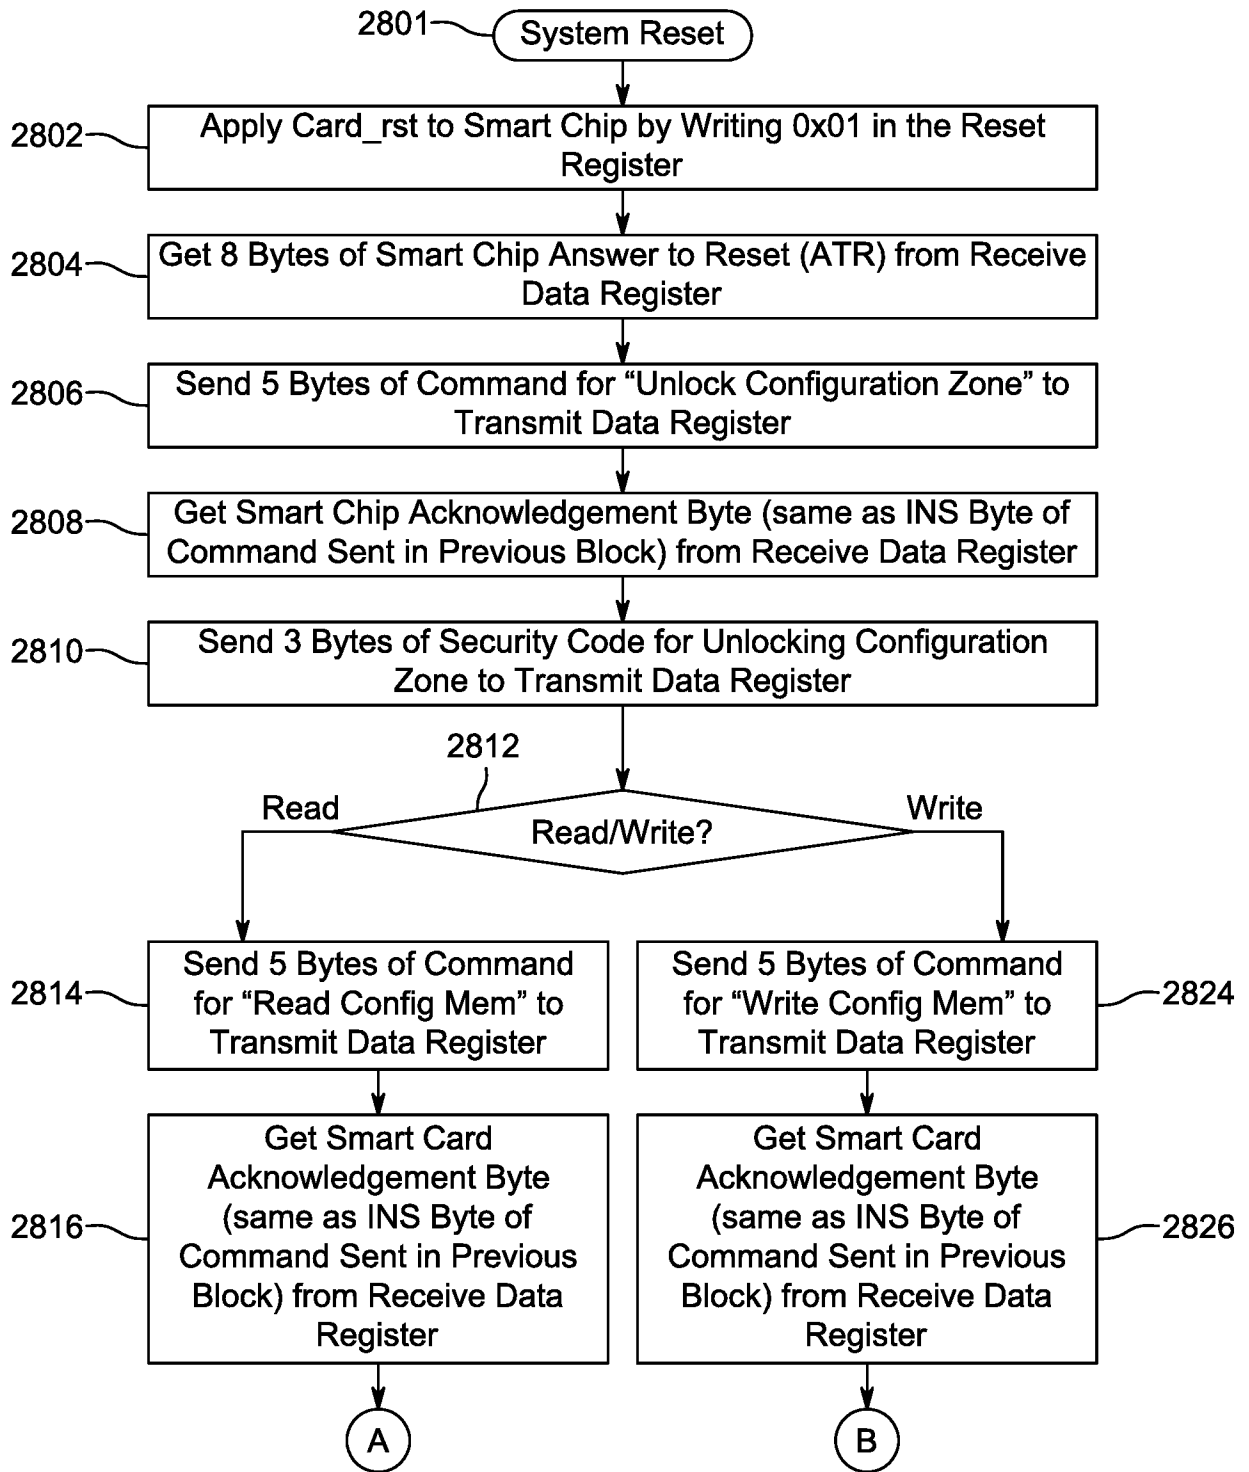 2801
System Reset
2802
Apply Card_rst to Smart Chip by Writing 0x01 in the Reset
Register
2804
Get 8 Bytes of Smart Chip Answer to Reset (ATR) from Receive
Data Register
2806
Send 5 Bytes of Command for “Unlock Configuration Zone” to
Transmit Data Register
2808
Get Smart Chip Acknowledgement Byte (same as INS Byte of
Command Sent in Previous Block) from Receive Data Register
2810
Send 3 Bytes of Security Code for Unlocking Configuration
Zone to Transmit Data Register
2812
Read
Read/Write?
Write
2814
Send 5 Bytes of Command
for “Read Config Mem” to
Transmit Data Register
Send 5 Bytes of Command
for “Write Config Mem” to
Transmit Data Register
2824
2816
Get Smart Card
Acknowledgement Byte
(same as INS Byte of
Command Sent in Previous
Block) from Receive Data
Register
Get Smart Card
Acknowledgement Byte
(same as INS Byte of
Command Sent in Previous
Block) from Receive Data
Register
2826
A
B